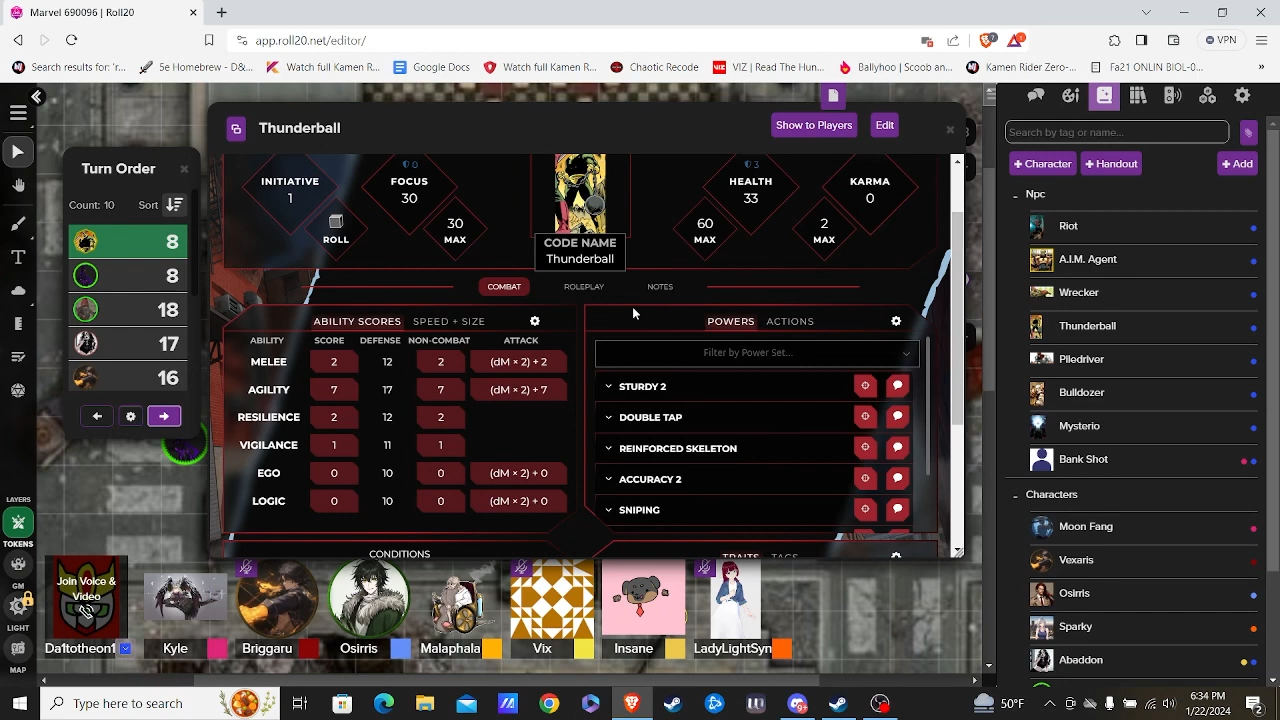 Marvel 690096 | Roll20
app.roll20.net/editor/
VPN
Search results for: 'r...
5e Homebrew - D&...
Watch full Kamen R...
Google Docs
Watch full Kamen R...
Chaotic Recode
VIZ | Read The Hun...
Ballyhoo | Scoob an...
Kamen Rider Zero-...
Fa21 ONLIN BIOL-0...
Thunderball
Show to Players
Edit
Turn Order
Count: 10
Sort
8
8
18
17
16
INITIATIVE
1
ROLL
0
FOCUS
30
30
MAX
CODE NAME
Thunderball
3
HEALTH
33
60
MAX
KARMA
0
2
MAX
COMBAT
ROLEPLAY
NOTES
ABILITY SCORES
SPEED + SIZE
ABILITY SCORE DEFENSE NON-COMBAT ATTACK
MELEE 2 12 2 (dM × 2) + 2
AGILITY 7 17 7 (dM × 2) + 7
RESILIENCE 2 12 2
VIGILANCE 1 11 1
EGO 0 10 0 (dM × 2) + 0
LOGIC 0 10 0 (dM × 2) + 0
POWERS
ACTIONS
Filter by Power Set...
STURDY 2
DOUBLE TAP
REINFORCED SKELETON
ACCURACY 2
SNIPING
CONDITIONS
TRAITS
TAGS
LAYERS
TOKENS
GM
LIGHT
MAP
Join Voice &
Video
Da1totheon1
Kyle
Briggaru
Osirris
Malaphala
Vix
Insane
LadyLightSyn
Search by tag or name...
+ Character
+ Handout
+ Add
Npc
Riot
A.I.M. Agent
Wrecker
Thunderball
Piledriver
Bulldozer
Mysterio
Bank Shot
Characters
Moon Fang
Vexaris
OsIrris
Sparky
Abaddon
Type here to search
9+
50°F
6:34 PM
1/22/2024
2